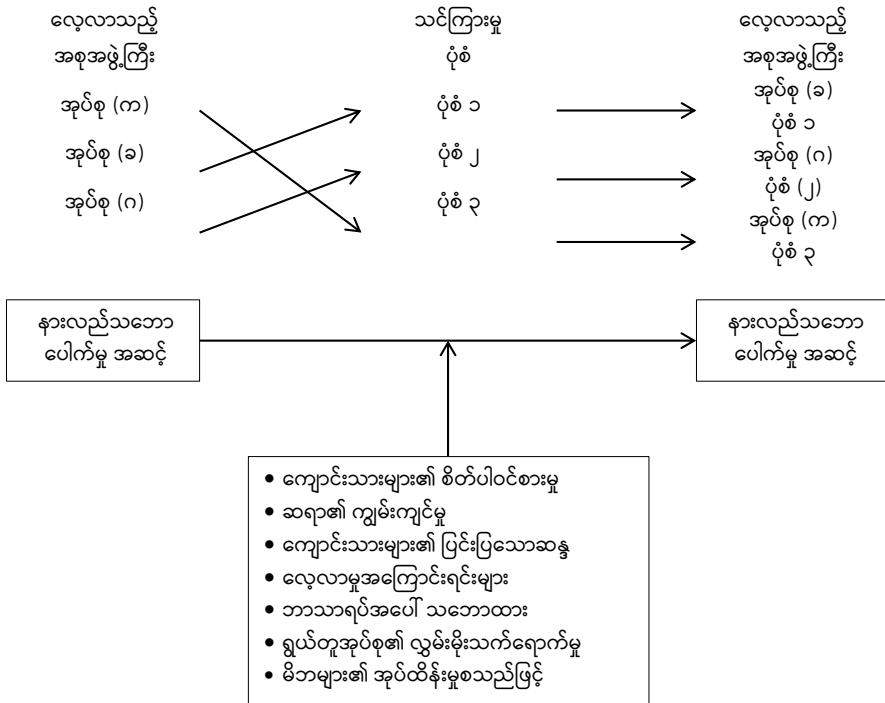 လေ့လာသည့်
အစုအဖွဲ့ကြီး
အုပ်စု (က)
အုပ်စု (ခ)
အုပ်စု (ဂ)
သင်ကြားမှု
ပုံစံ
ပုံစံ ၁
ပုံစံ ၂
ပုံစံ ၃
လေ့လာသည့်
အစုအဖွဲ့ကြီး
အုပ်စု (ခ)
ပုံစံ ၁
အုပ်စု (ဂ)
ပုံစံ (၂)
အုပ်စု (က)
ပုံစံ ၃
နားလည်သဘော
ပေါက်မှု အဆင့်
နားလည်သဘော
ပေါက်မှု အဆင့်
• ကျောင်းသားများ၏ စိတ်ပါဝင်စားမှု
• ဆရာ၏ ကျွမ်းကျင်မှု
• ကျောင်းသားများ၏ ပြင်းပြသောဆန္ဒ
• လေ့လာမှုအကြောင်းရင်းများ
• ဘာသာရပ်အပေါ် သဘောထား
• ရွယ်တူအုပ်စု၏ လွှမ်းမိုးသက်ရောက်မှု
• မိဘများ၏ အုပ်ထိန်းမှုစသည်ဖြင့်